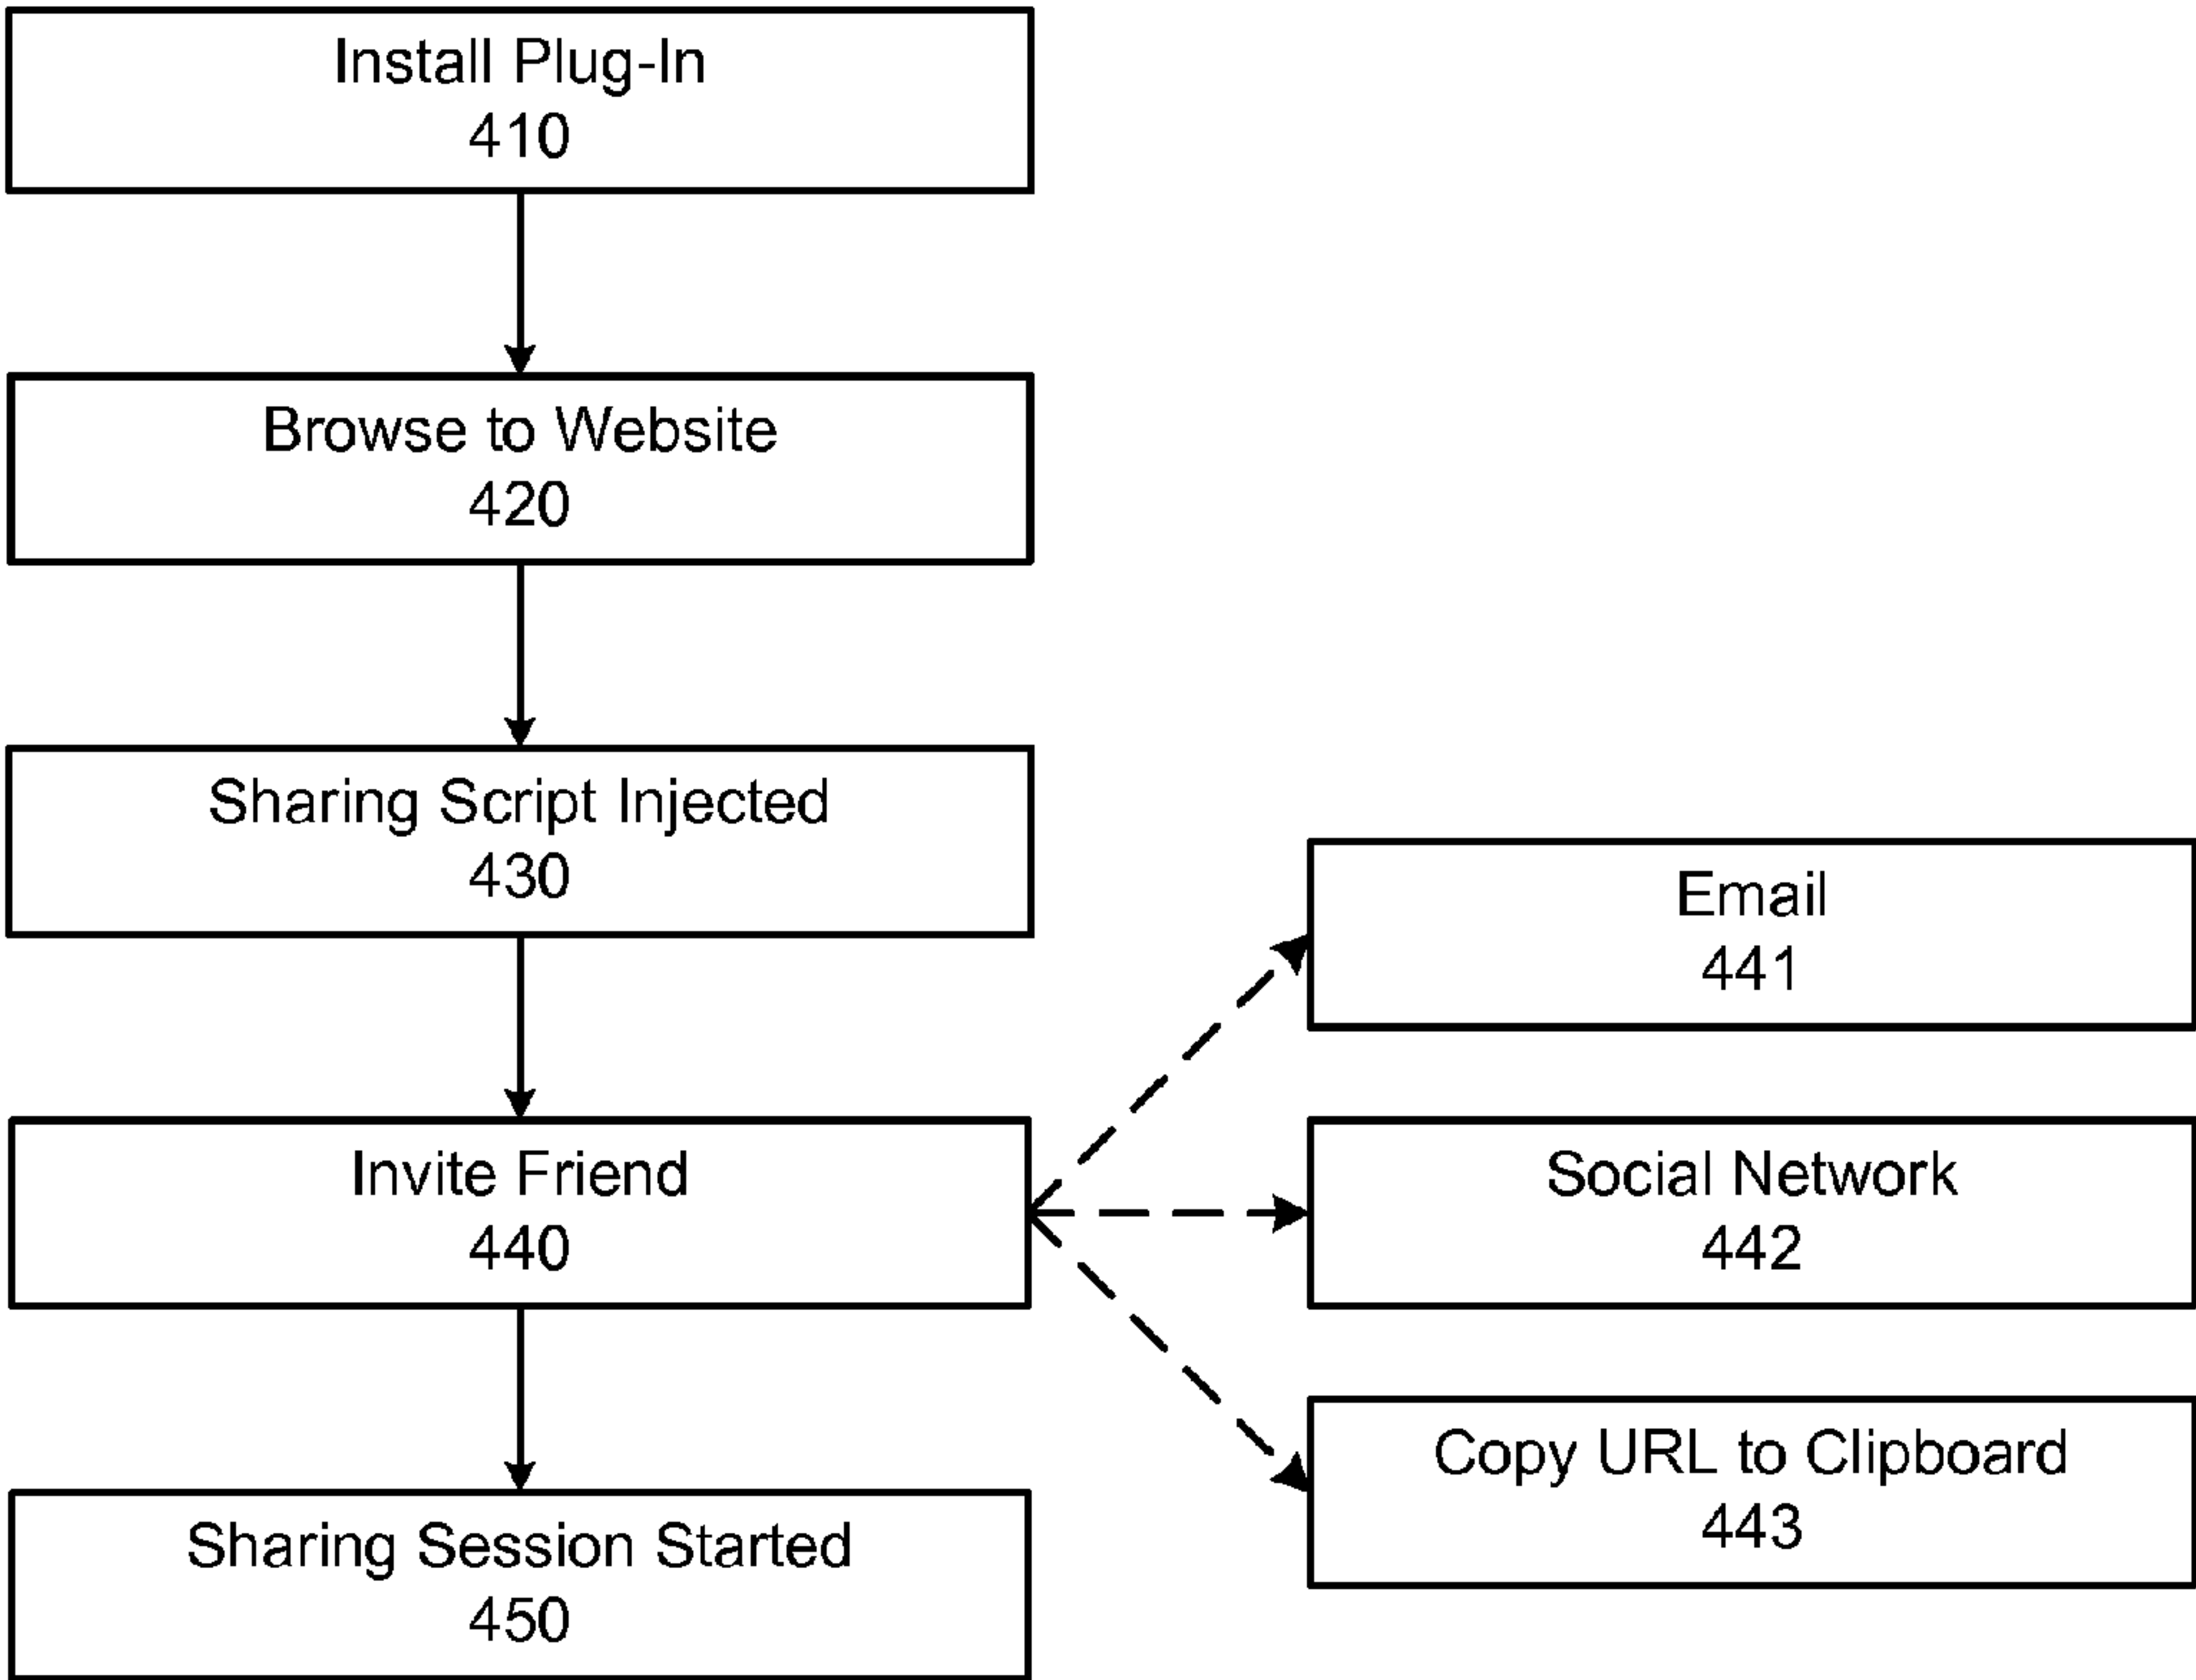 Install Plug-In
410
Browse to Website
420
Sharing Script Injected
430
Invite Friend
440
Sharing Session Started
450
Email
441
Social Network
442
Copy URL to Clipboard
443